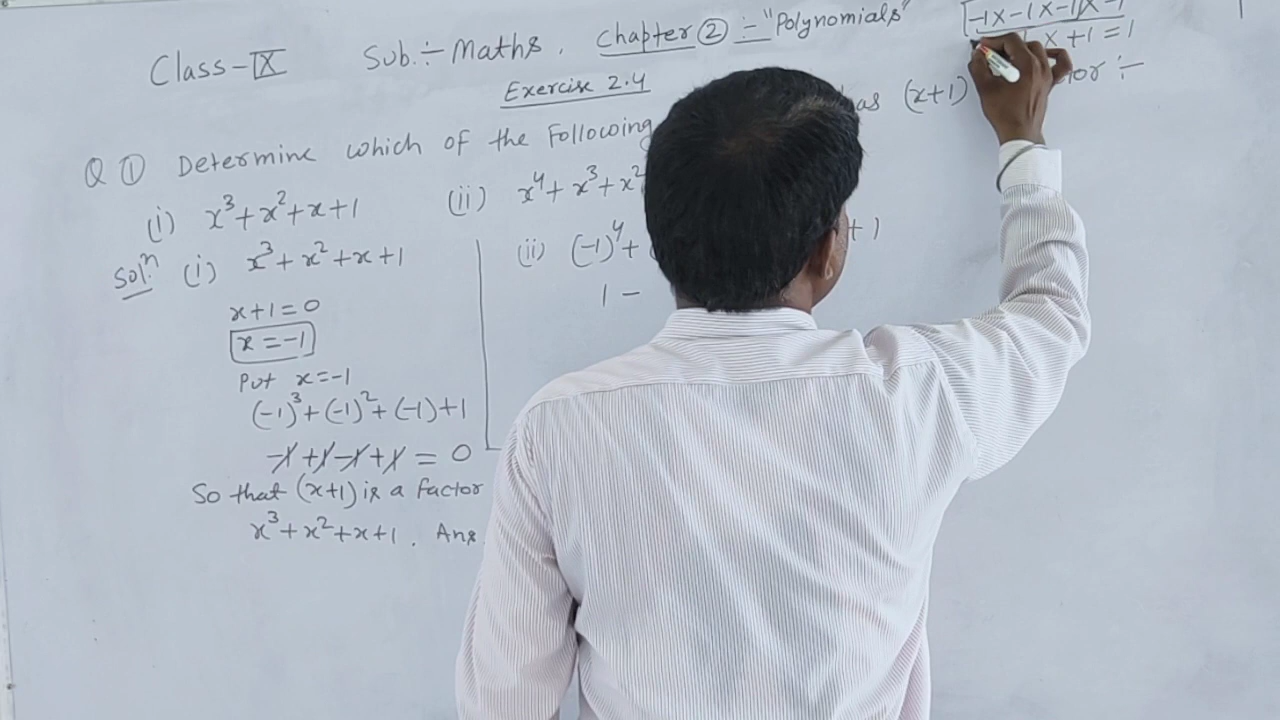 Class-IX Sub.÷ Maths. Chapter ② :- "Polynomials"
Exercise 2.4
-1x-1x-1x-1
x+1=1
Q ① Determine which of the Following as (x+1) tor :-
(i) x³+x²+x+1 (ii) x⁴+x³+x²
Solⁿ. (i) x³+x²+x+1
x+1=0
x=-1
Put x=-1
(-1)³+(-1)²+(-1)+1
-1+1-1+1=0
So that (x+1) is a factor
x³+x²+x+1. Ans
(ii) (-1)⁴+ +1
1-